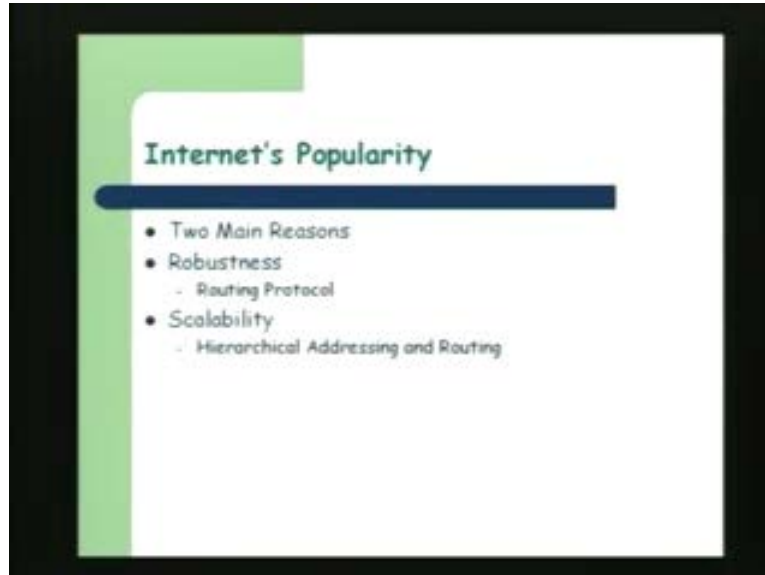 Internet's Popularity
Two Main Reasons
Robustness
- Routing Protocol
Scalability
- Hierarchical Addressing and Routing